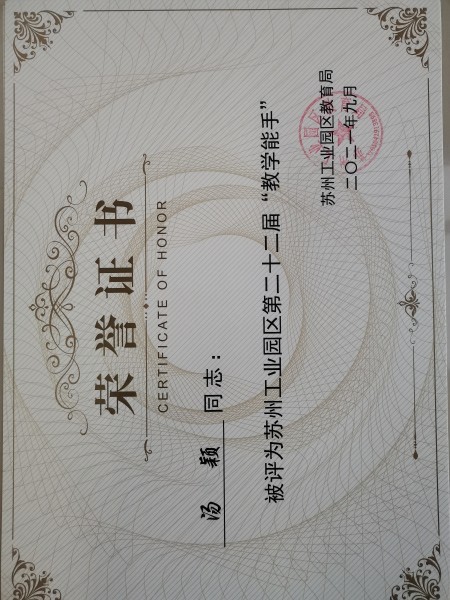 荣誉证书
CERTIFICATE OF HONOR
汤颖 同志：
被评为苏州工业园区第二十二届“教学能手”
苏州工业园区教育局
二〇二一年九月